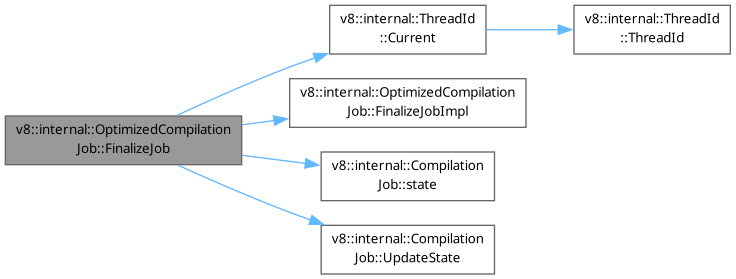 v8::internal::ThreadId
::Current
v8::internal::ThreadId
::ThreadId
v8::internal::OptimizedCompilation
Job::FinalizeJobImpl
v8::internal::OptimizedCompilation
Job::FinalizeJob
v8::internal::Compilation
Job::state
v8::internal::Compilation
Job::UpdateState